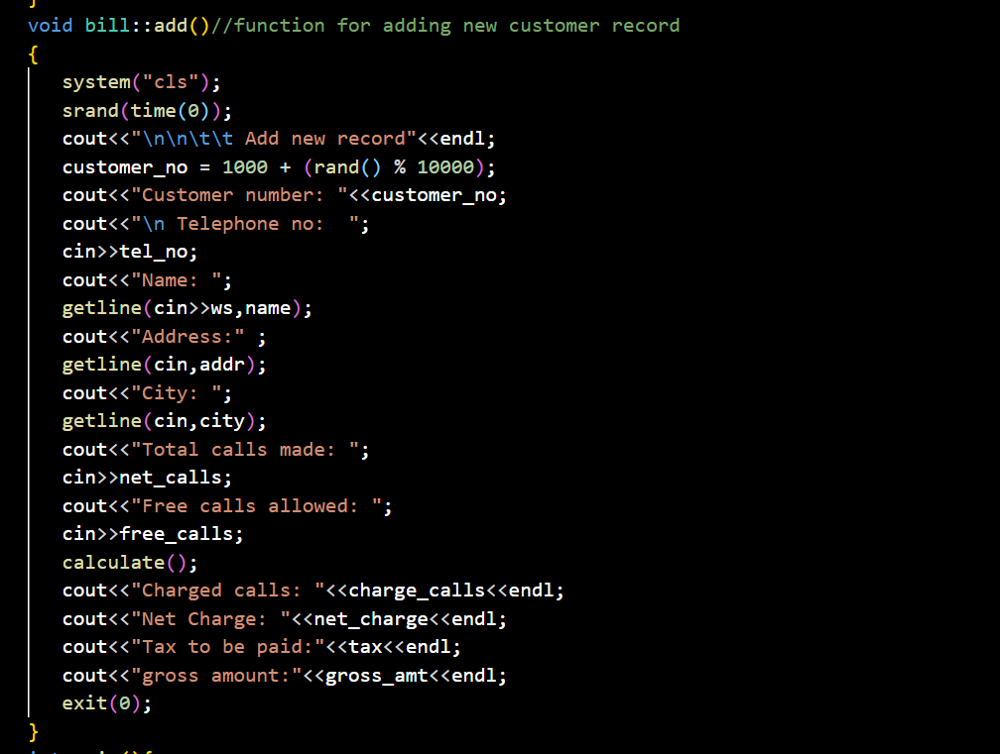 }
void bill::add()//function for adding new customer record
{
system("cls");
srand(time(0));
cout<<"\n\n\t\t Add new record"<<endl;
customer_no = 1000 + (rand() % 10000);
cout<<"Customer number: "<<customer_no;
cout<<"\n Telephone no:  ";
cin>>tel_no;
cout<<"Name: ";
getline(cin>>ws,name);
cout<<"Address:" ;
getline(cin,addr);
cout<<"City: ";
getline(cin,city);
cout<<"Total calls made: ";
cin>>net_calls;
cout<<"Free calls allowed: ";
cin>>free_calls;
calculate();
cout<<"Charged calls: "<<charge_calls<<endl;
cout<<"Net Charge: "<<net_charge<<endl;
cout<<"Tax to be paid:"<<tax<<endl;
cout<<"gross amount:"<<gross_amt<<endl;
exit(0);
}